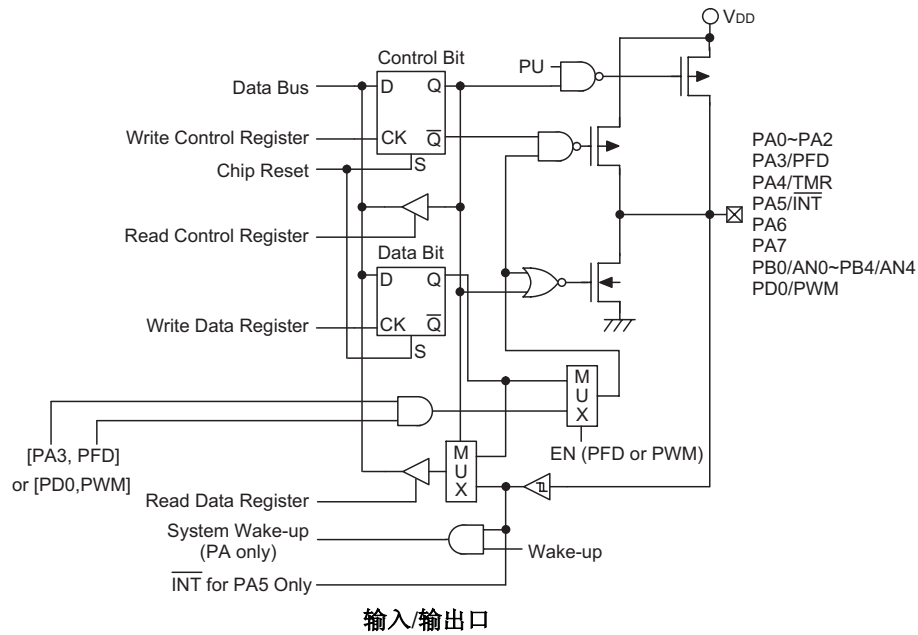 VDD
Control Bit
PU
Data Bus
D Q
Write Control Register
CK Q
Chip Reset
S
PA0~PA2
PA3/PFD
PA4/TMR
PA5/INT
PA6
PA7
PB0/AN0~PB4/AN4
PD0/PWM
Read Control Register
Data Bit
D Q
Write Data Register
CK Q
S
M
U
X
[PA3, PFD]
or [PD0,PWM]
EN (PFD or PWM)
M
U
X
Read Data Register
System Wake-up
(PA only)
Wake-up
INT for PA5 Only
输入/输出口